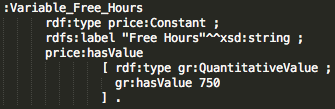 :Variable_Free_Hours
rdf:type price:Constant ;
rdfs:label "Free Hours"^^xsd:string ;
price:hasValue
[ rdf:type gr:QuantitativeValue ;
gr:hasValue 750
] .